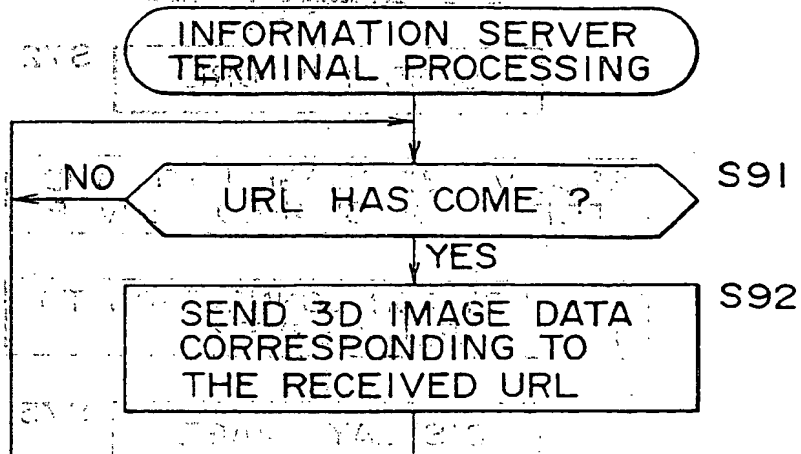 INFORMATION SERVER
TERMINAL PROCESSING
NO
URL HAS COME ?
S91
YES
SEND 3D IMAGE DATA
CORRESPONDING TO
THE RECEIVED URL
S92